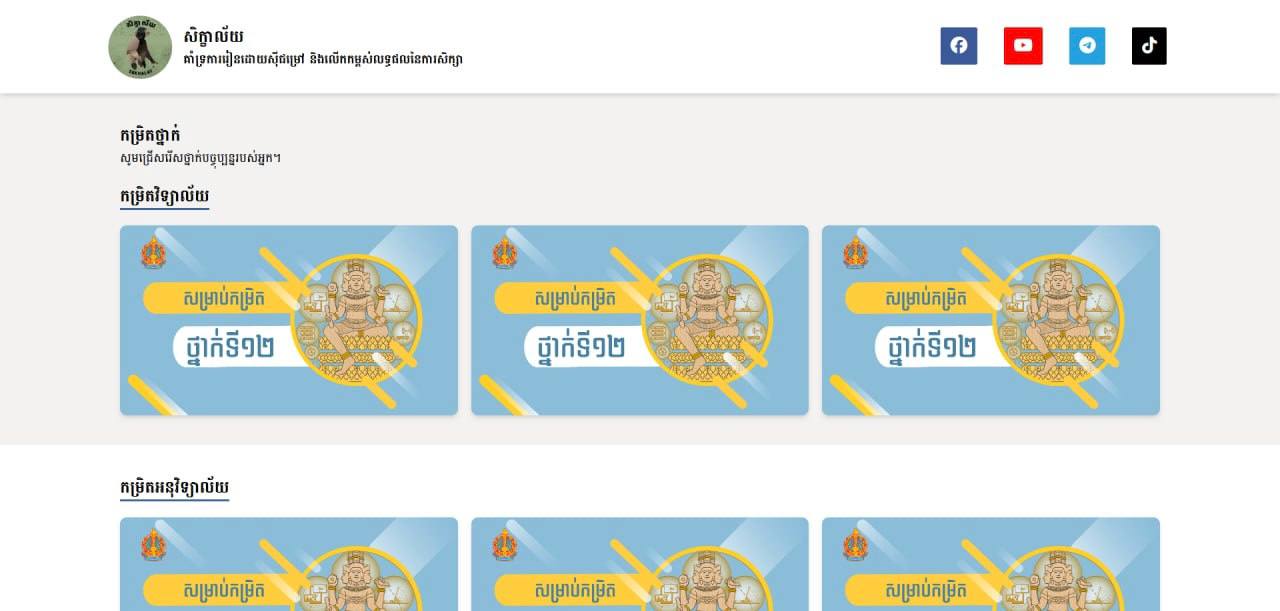 សិក្ខាល័យ
សិក្ខាល័យ
គាំទ្រការរៀនដោយស៊ីជម្រៅ និងលើកកម្ពស់លទ្ធផលនៃការសិក្សា
កម្រិតថ្នាក់
សូមជ្រើសរើសថ្នាក់បច្ចុប្បន្នរបស់អ្នក។
កម្រិតវិទ្យាល័យ
សម្រាប់កម្រិត
ថ្នាក់ទី១២
សម្រាប់កម្រិត
ថ្នាក់ទី១២
សម្រាប់កម្រិត
ថ្នាក់ទី១២
កម្រិតអនុវិទ្យាល័យ
សម្រាប់កម្រិត
សម្រាប់កម្រិត
សម្រាប់កម្រិត